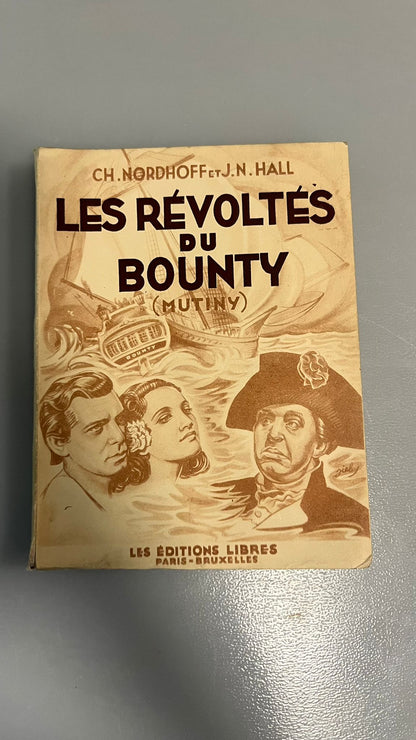 CH. NORDHOFF ET J. N. HALL
LES RÉVOLTÉS
DU
BOUNTY
(MUTINY)
BOUNTY
LES ÉDITIONS LIBRES
PARIS - BRUXELLES